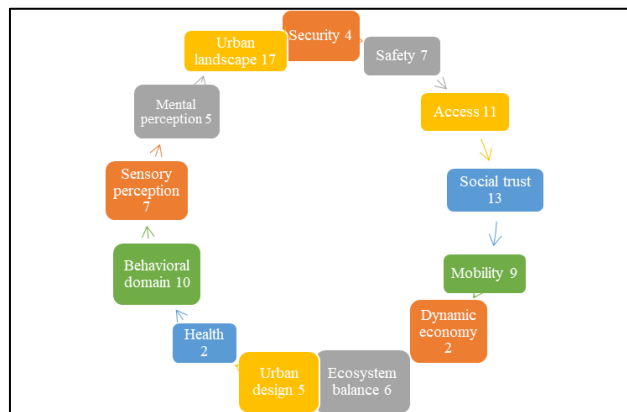 Security 4
Safety 7
Access 11
Social trust
13
Mobility 9
Dynamic
economy
2
Ecosystem
balance 6
Urban
design 5
Health
2
Behavioral
domain 10
Sensory
perception
7
Mental
perception 5
Urban
landscape 17